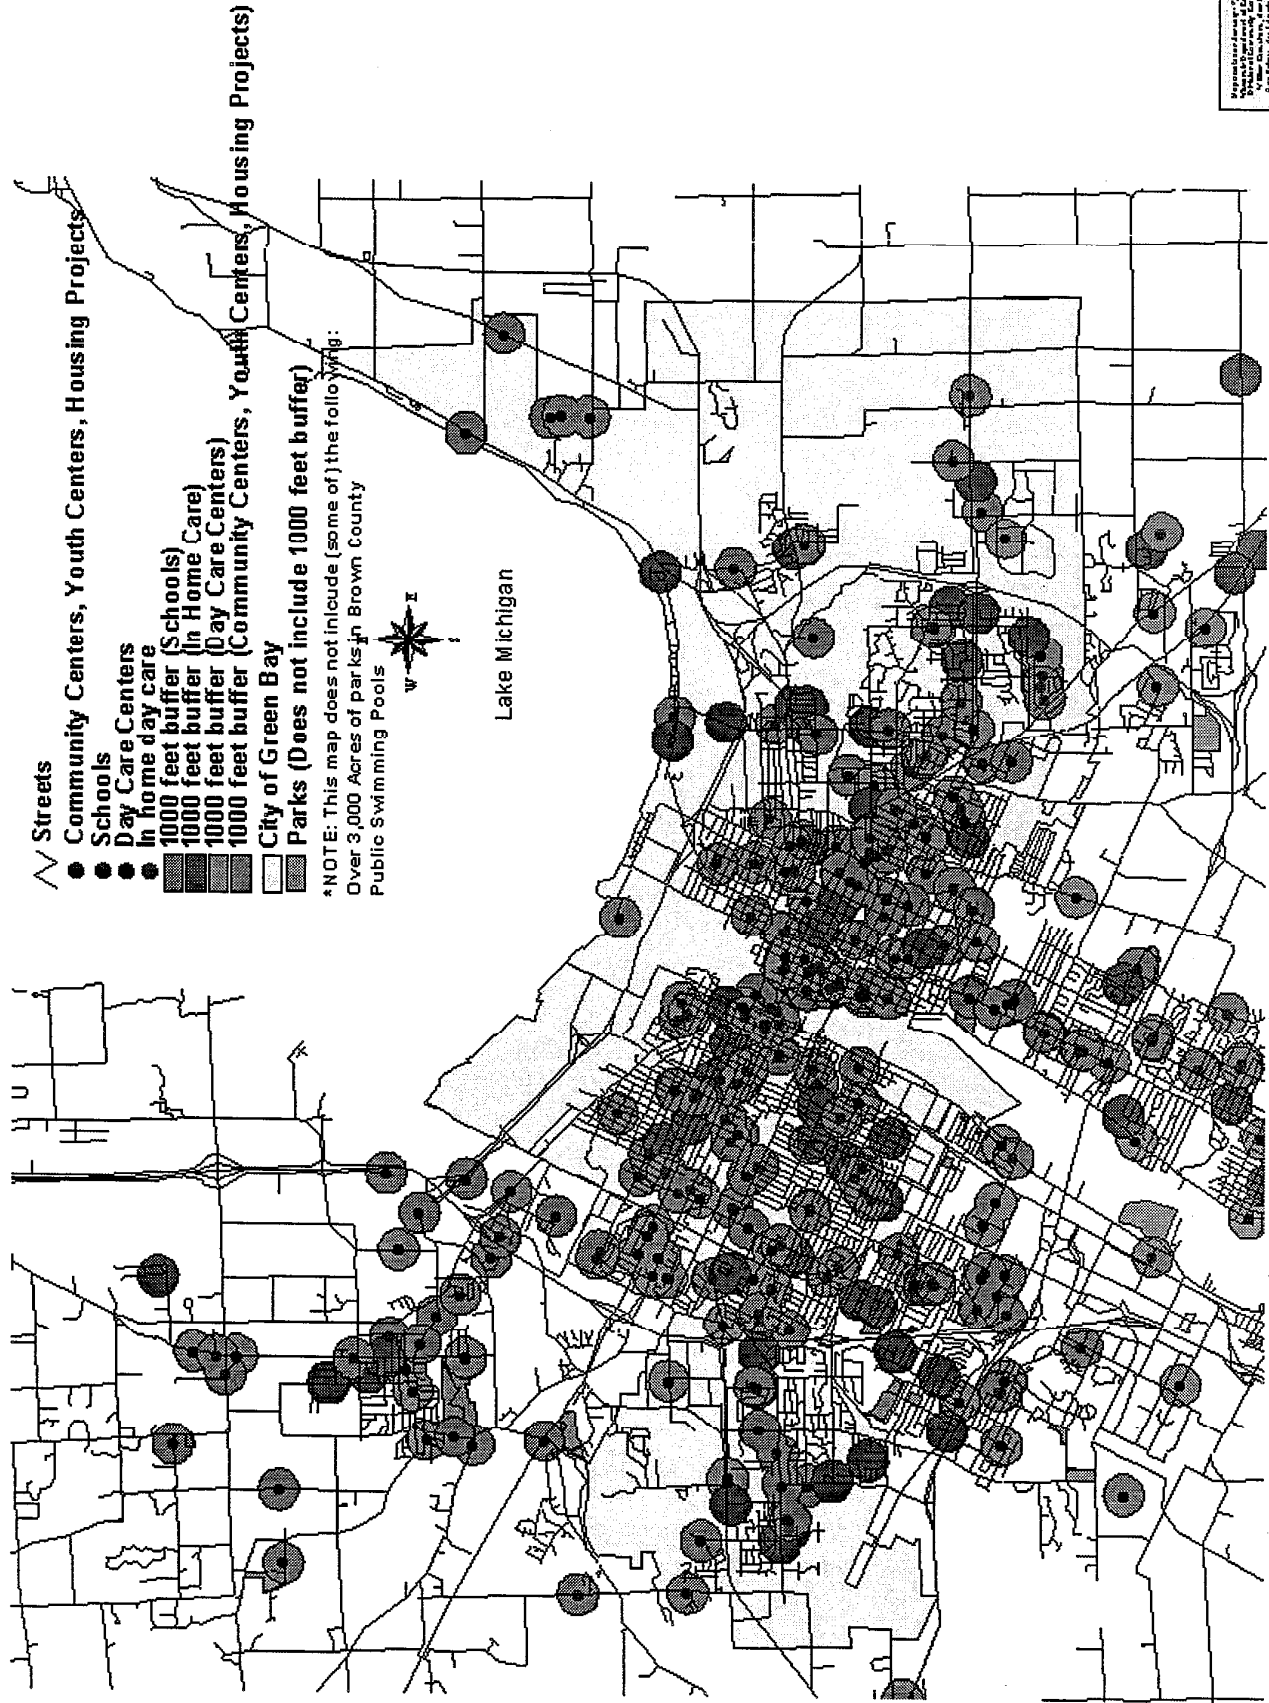 Streets
Community Centers, Youth Centers, Housing Projects
Schools
Day Care Centers
In home day care
1000 feet buffer (Schools)
1000 feet buffer (In Home Care)
1000 feet buffer (Day Care Centers)
1000 feet buffer (Community Centers, Youth Centers, Housing Projects)
City of Green Bay
Parks (Does not include 1000 feet buffer)
*NOTE: This map does not inlcude (some of) the following:
Over 3,000 Acres of parks in Brown County
Public Swimming Pools
W
E
Lake Michigan